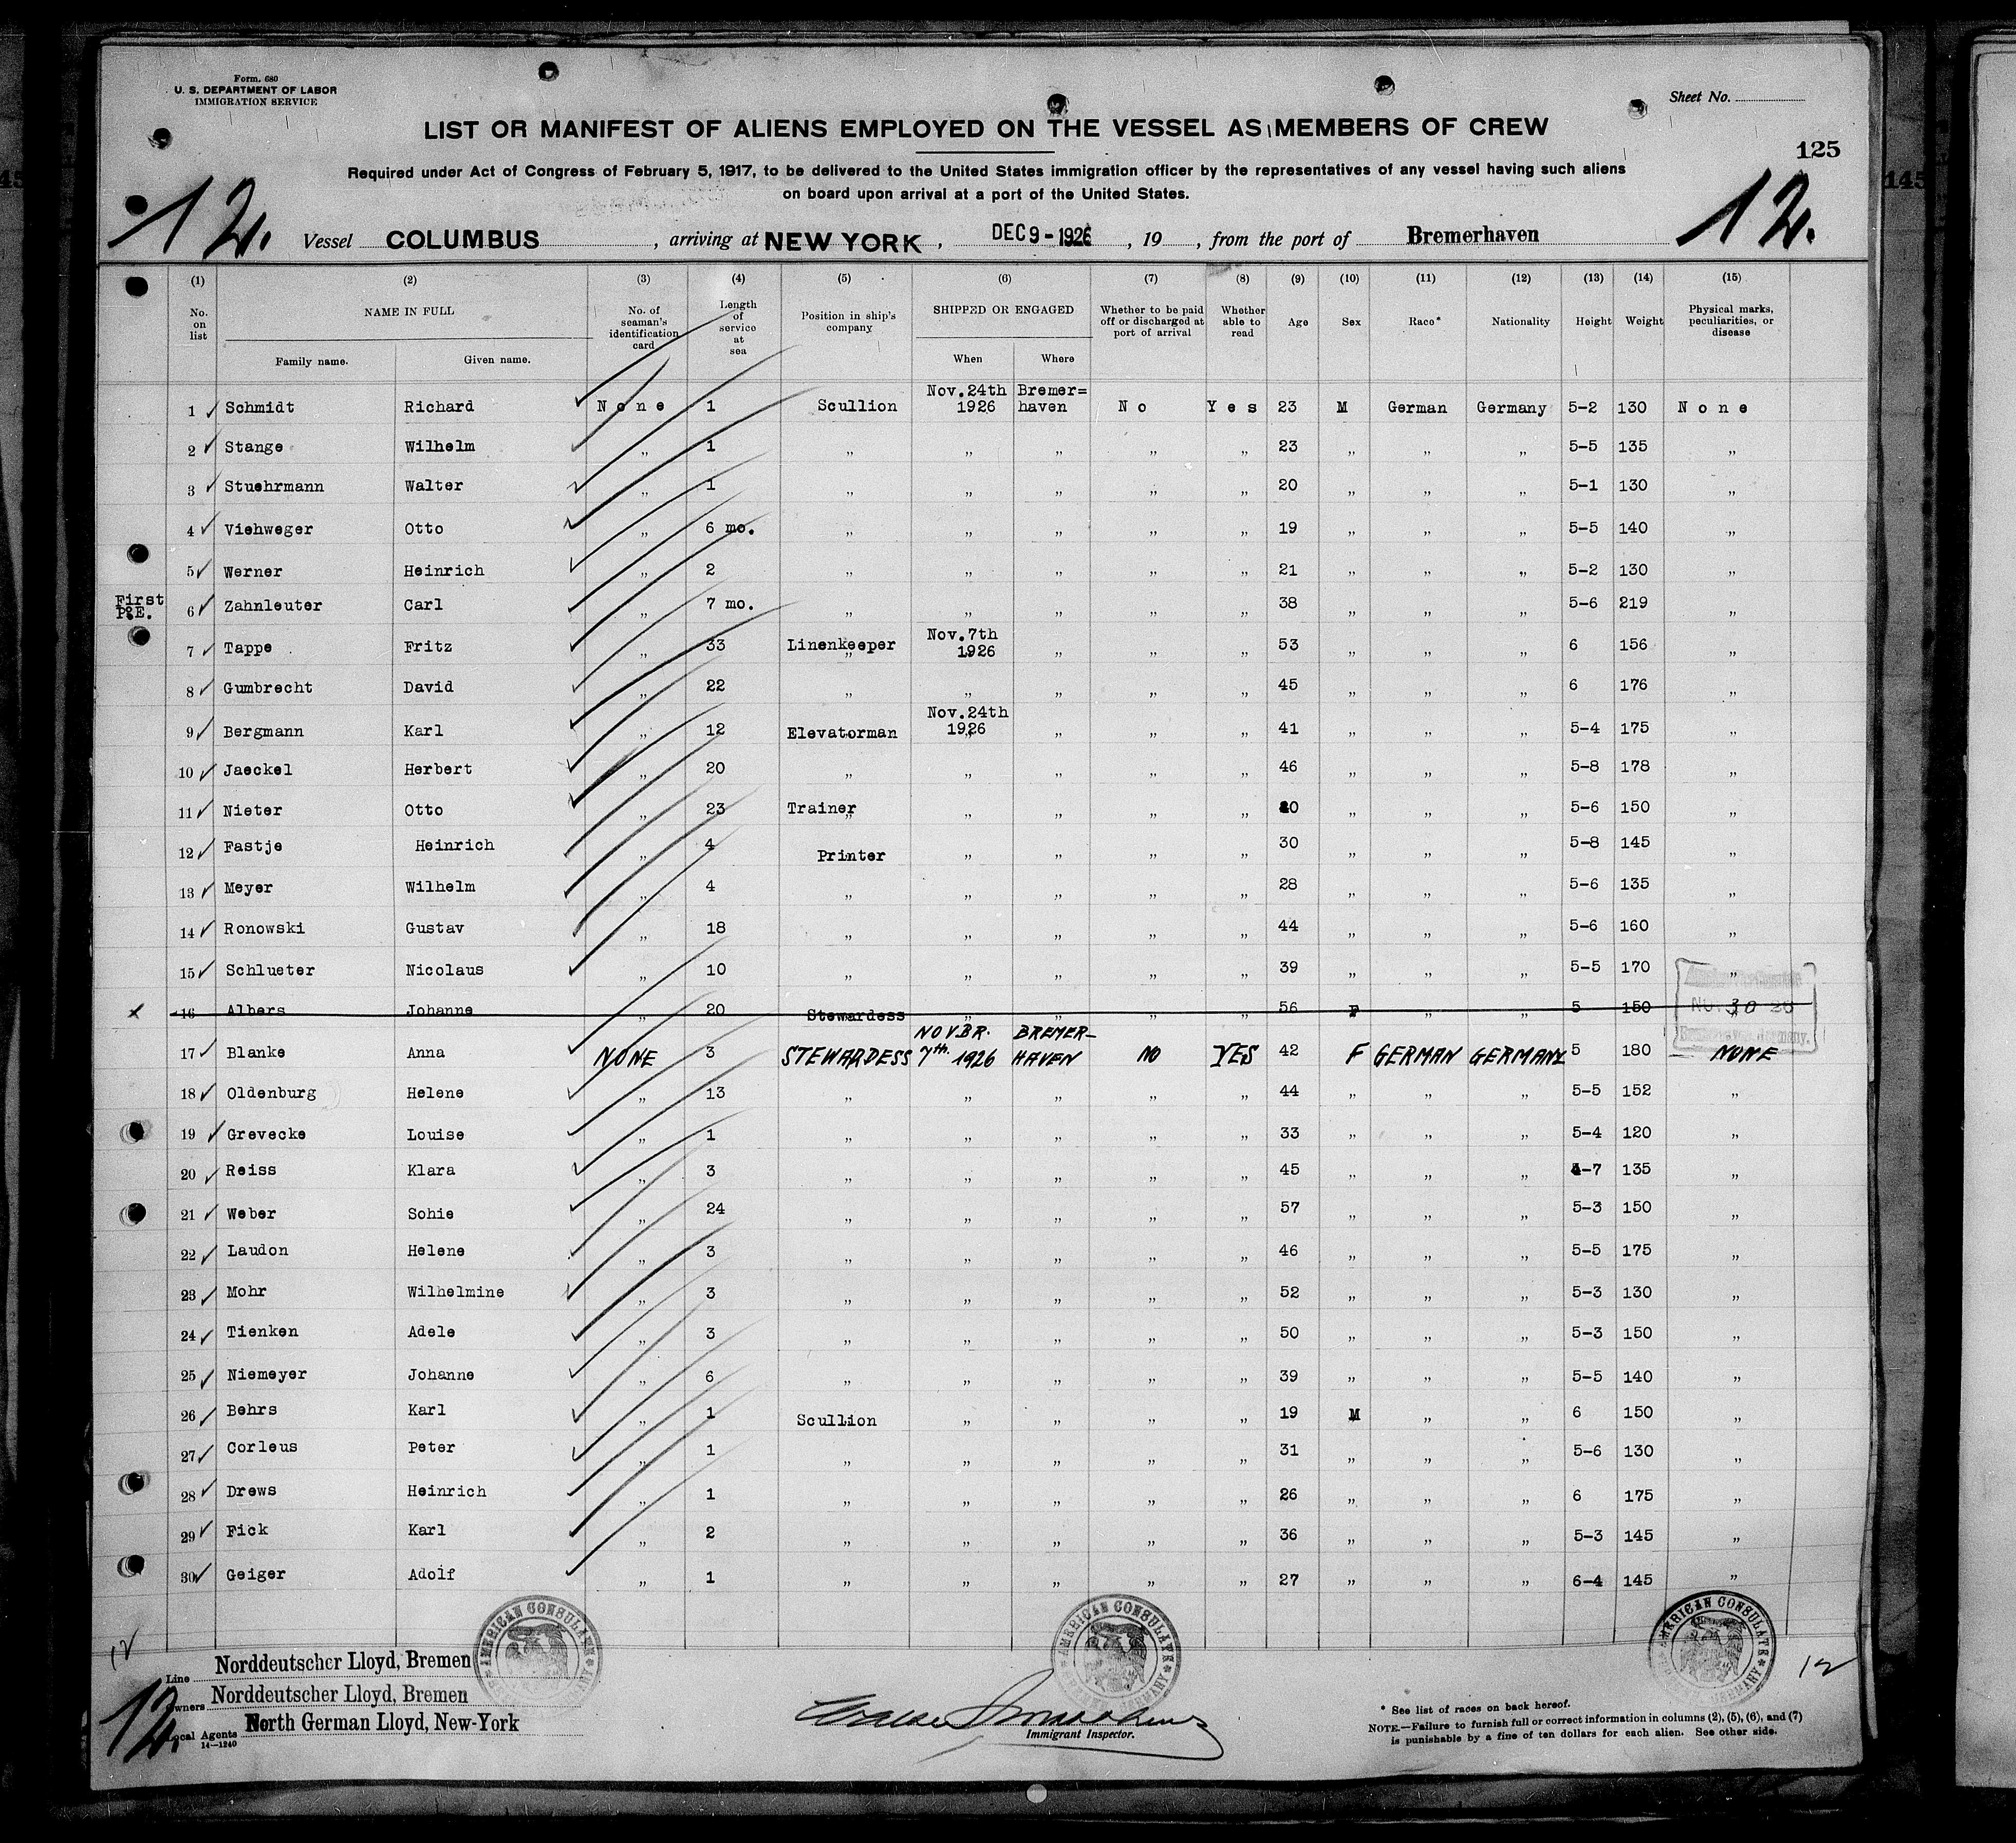 Form. 680
U. S. DEPARTMENT OF LABOR
IMMIGRATION SERVICE
Sheet No.
LIST OR MANIFEST OF ALIENS EMPLOYED ON THE VESSEL AS MEMBERS OF CREW
125
145
Required under Act of Congress of February 5, 1917, to be delivered to the United States immigration officer by the representatives of any vessel having such aliens
on board upon arrival at a port of the United States.
12. Vessel COLUMBUS, arriving at NEW YORK, DEC 9-1926, 19 , from the port of Bremerhaven 12.
(1) (2) (3) (4) (5) (6) (7) (8) (9) (10) (11) (12) (13) (14) (15)
No. on list NAME IN FULL Family name. Given name. No. of seaman's identification card Length of service at sea Position in ship's company SHIPPED OR ENGAGED When Where Whether to be paid off or discharged at port of arrival Whether able to read Age Sex Race* Nationality Height Weight Physical marks, peculiarities, or disease
1 Schmidt Richard None 1 Scullion Nov.24th 1926 Bremer=haven No Yes 23 M German Germany 5-2 130 None
2 Stange Wilhelm „ 1 „ „ „ „ „ 23 „ „ „ 5-5 135 „
3 Stuehrmann Walter „ 1 „ „ „ „ „ 20 „ „ „ 5-1 130 „
4 Viehweger Otto „ 6 mo. „ „ „ „ „ 19 „ „ „ 5-5 140 „
5 Werner Heinrich „ 2 „ „ „ „ „ 21 „ „ „ 5-2 130 „
First P.E. 6 Zahnleuter Carl „ 7 mo. „ „ „ „ „ 38 „ „ „ 5-6 219 „
7 Tappe Fritz „ 33 Linenkeeper Nov.7th 1926 „ „ „ 53 „ „ „ 6 156 „
8 Gumbrecht David „ 22 „ „ „ „ „ 45 „ „ „ 6 176 „
9 Bergmann Karl „ 12 Elevatorman Nov.24th 1926 „ „ „ 41 „ „ „ 5-4 175 „
10 Jaeckel Herbert „ 20 „ „ „ „ „ 46 „ „ „ 5-8 178 „
11 Nieter Otto „ 23 Trainer „ „ „ „ 40 „ „ „ 5-6 150 „
12 Fastje Heinrich „ 4 Printer „ „ „ „ 30 „ „ „ 5-8 145 „
13 Meyer Wilhelm „ 4 „ „ „ „ „ 28 „ „ „ 5-6 135 „
14 Ronowski Gustav „ 18 „ „ „ „ „ 44 „ „ „ 5-6 160 „
15 Schlueter Nicolaus „ 10 „ „ „ „ „ 39 „ „ „ 5-5 170 „
x 16 Albers Johanne 20 Stewardess „ „ „ „ 56 F „ „ 5 150
17 Blanke Anna NONE 3 STEWARDESS NOVBR. 7th. 1926 BREMER-HAVEN NO YES 42 F GERMAN GERMANY 5 180 NONE
18 Oldenburg Helene „ 13 „ „ „ „ „ 44 „ „ „ 5-5 152 „
19 Grevecke Louise „ 1 „ „ „ „ „ 33 „ „ „ 5-4 120 „
20 Reiss Klara „ 3 „ „ „ „ „ 45 „ „ „ 4-7 135 „
21 Weber Sohie „ 24 „ „ „ „ „ 57 „ „ „ 5-3 150 „
22 Laudon Helene „ 3 „ „ „ „ „ 46 „ „ „ 5-5 175 „
23 Mohr Wilhelmine „ 3 „ „ „ „ „ 52 „ „ „ 5-3 130 „
24 Tienken Adele „ 3 „ „ „ „ „ 50 „ „ „ 5-3 150 „
25 Niemeyer Johanne „ 6 „ „ „ „ „ 39 „ „ „ 5-5 140 „
26 Behrs Karl „ 1 Scullion „ „ „ „ 19 M „ „ 6 150 „
27 Corleus Peter „ 1 „ „ „ „ „ 31 „ „ „ 5-6 130 „
28 Drews Heinrich „ 1 „ „ „ „ „ 26 „ „ „ 6 175 „
29 Fick Karl „ 2 „ „ „ „ „ 36 „ „ „ 5-3 145 „
30 Geiger Adolf „ 1 „ „ „ „ „ 27 „ „ „ 6-4 145 „
AMERICAN CONSULATE
AMERICAN CONSULATE
AMERICAN CONSULATE
12
12
Line Norddeutscher Lloyd, Bremen
Owners Norddeutscher Lloyd, Bremen
12. Local Agents North German Lloyd, New-York
14—1240
Immigrant Inspector.
* See list of races on back hereof.
NOTE.—Failure to furnish full or correct information in columns (2), (5), (6), and (7)
is punishable by a fine of ten dollars for each alien. See other side.